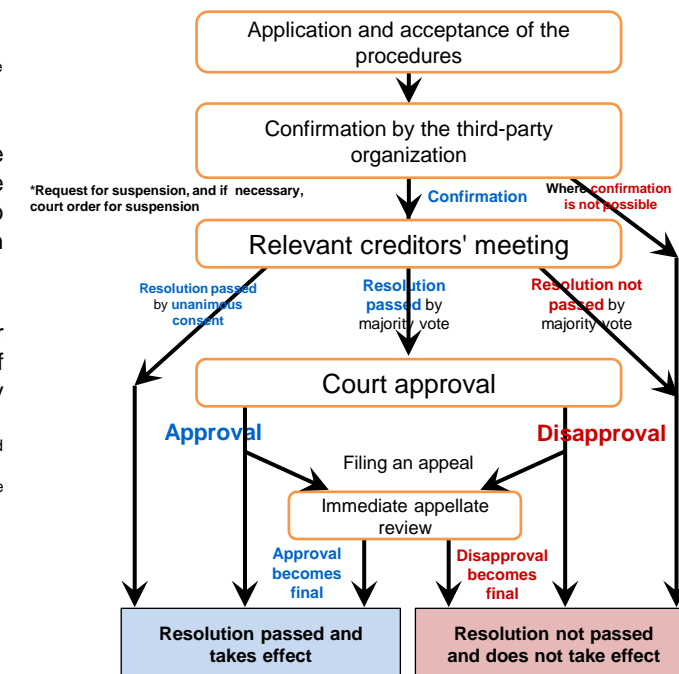 Application and acceptance of the
procedures
Confirmation by the third-party
organization
*Request for suspension, and if necessary,
court order for suspension
Confirmation
Where confirmation
is not possible
Relevant creditors' meeting
Resolution passed
by unanimous
consent
Resolution
passed by
majority vote
Resolution not
passed by
majority vote
Court approval
Approval
Disapproval
Filing an appeal
Immediate appellate
review
Approval
becomes
final
Disapproval
becomes
final
Resolution passed and
takes effect
Resolution not passed
and does not take effect